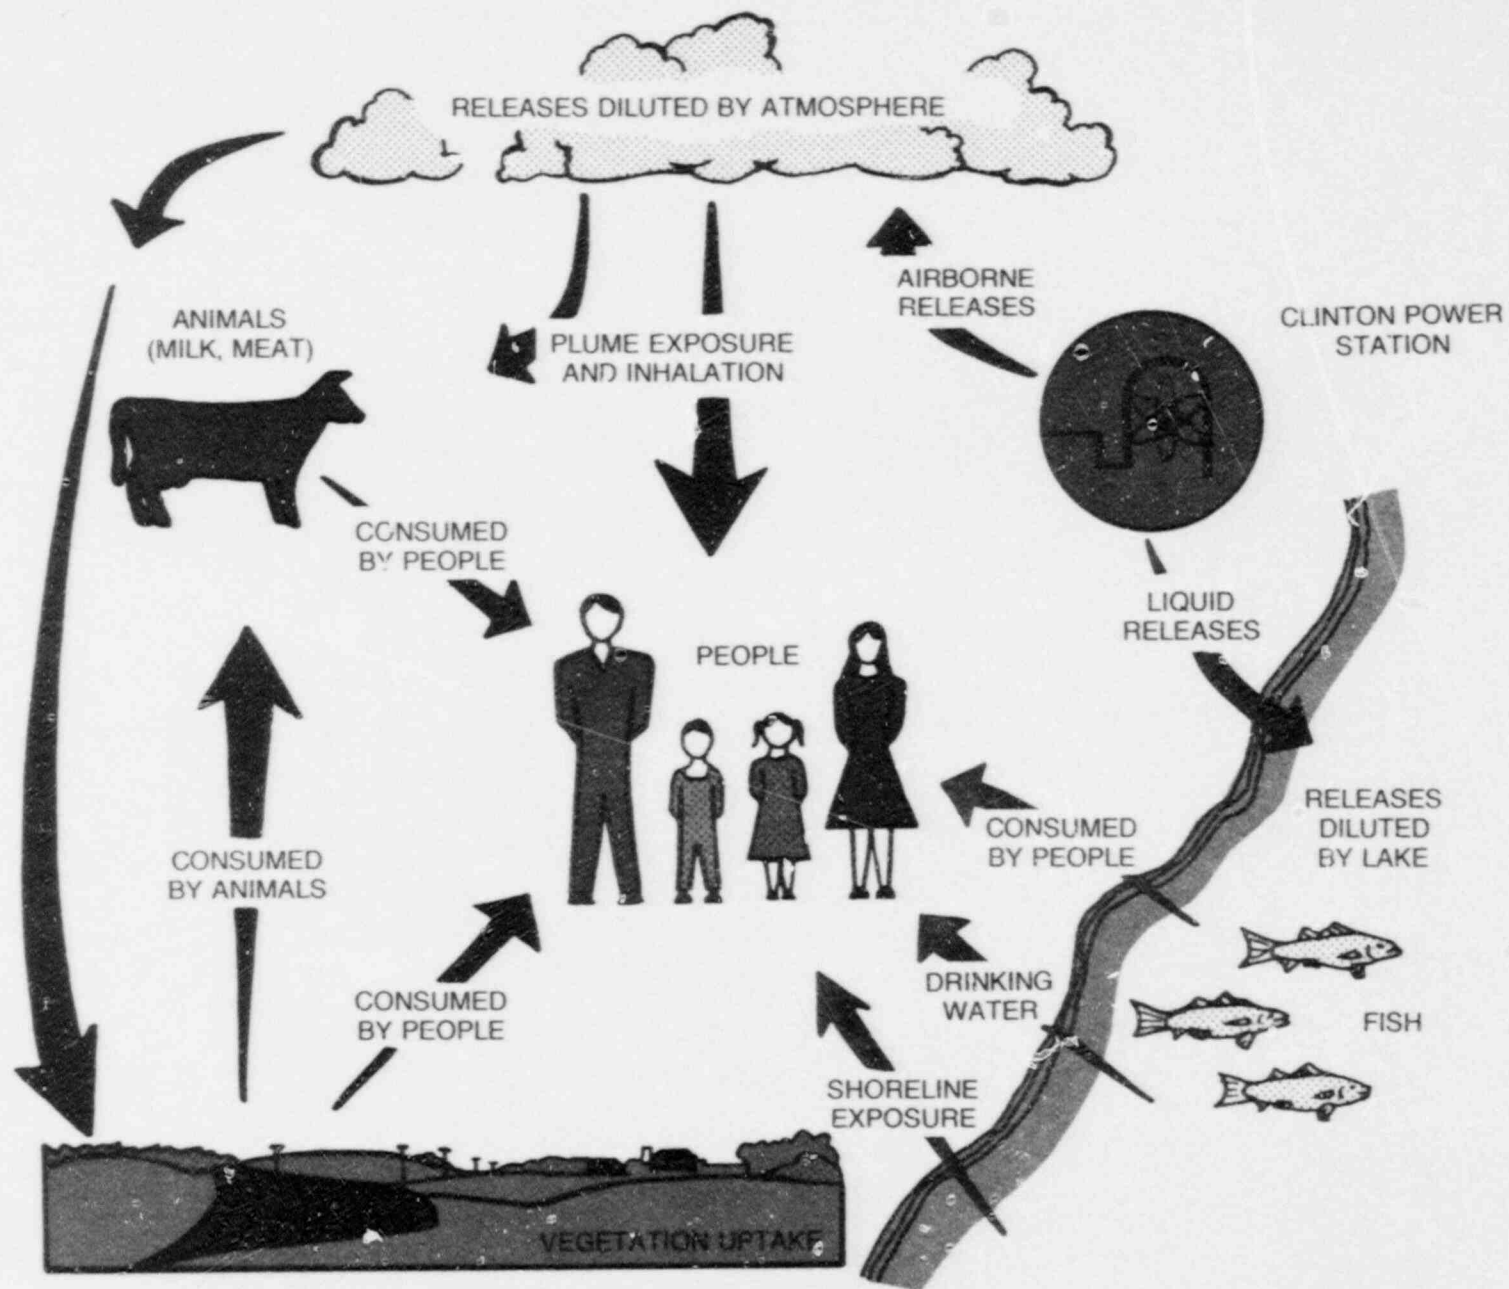 RELEASES DILUTED BY ATMOSPHERE
AIRBORNE
RELEASES
CLINTON POWER
STATION
ANIMALS
(MILK, MEAT)
PLUME EXPOSURE
AND INHALATION
CONSUMED
BY PEOPLE
LIQUID
RELEASES
PEOPLE
RELEASES
DILUTED
BY LAKE
CONSUMED
BY PEOPLE
CONSUMED
BY ANIMALS
DRINKING
WATER
CONSUMED
BY PEOPLE
FISH
SHORELINE
EXPOSURE
VEGETATION UPTAKE